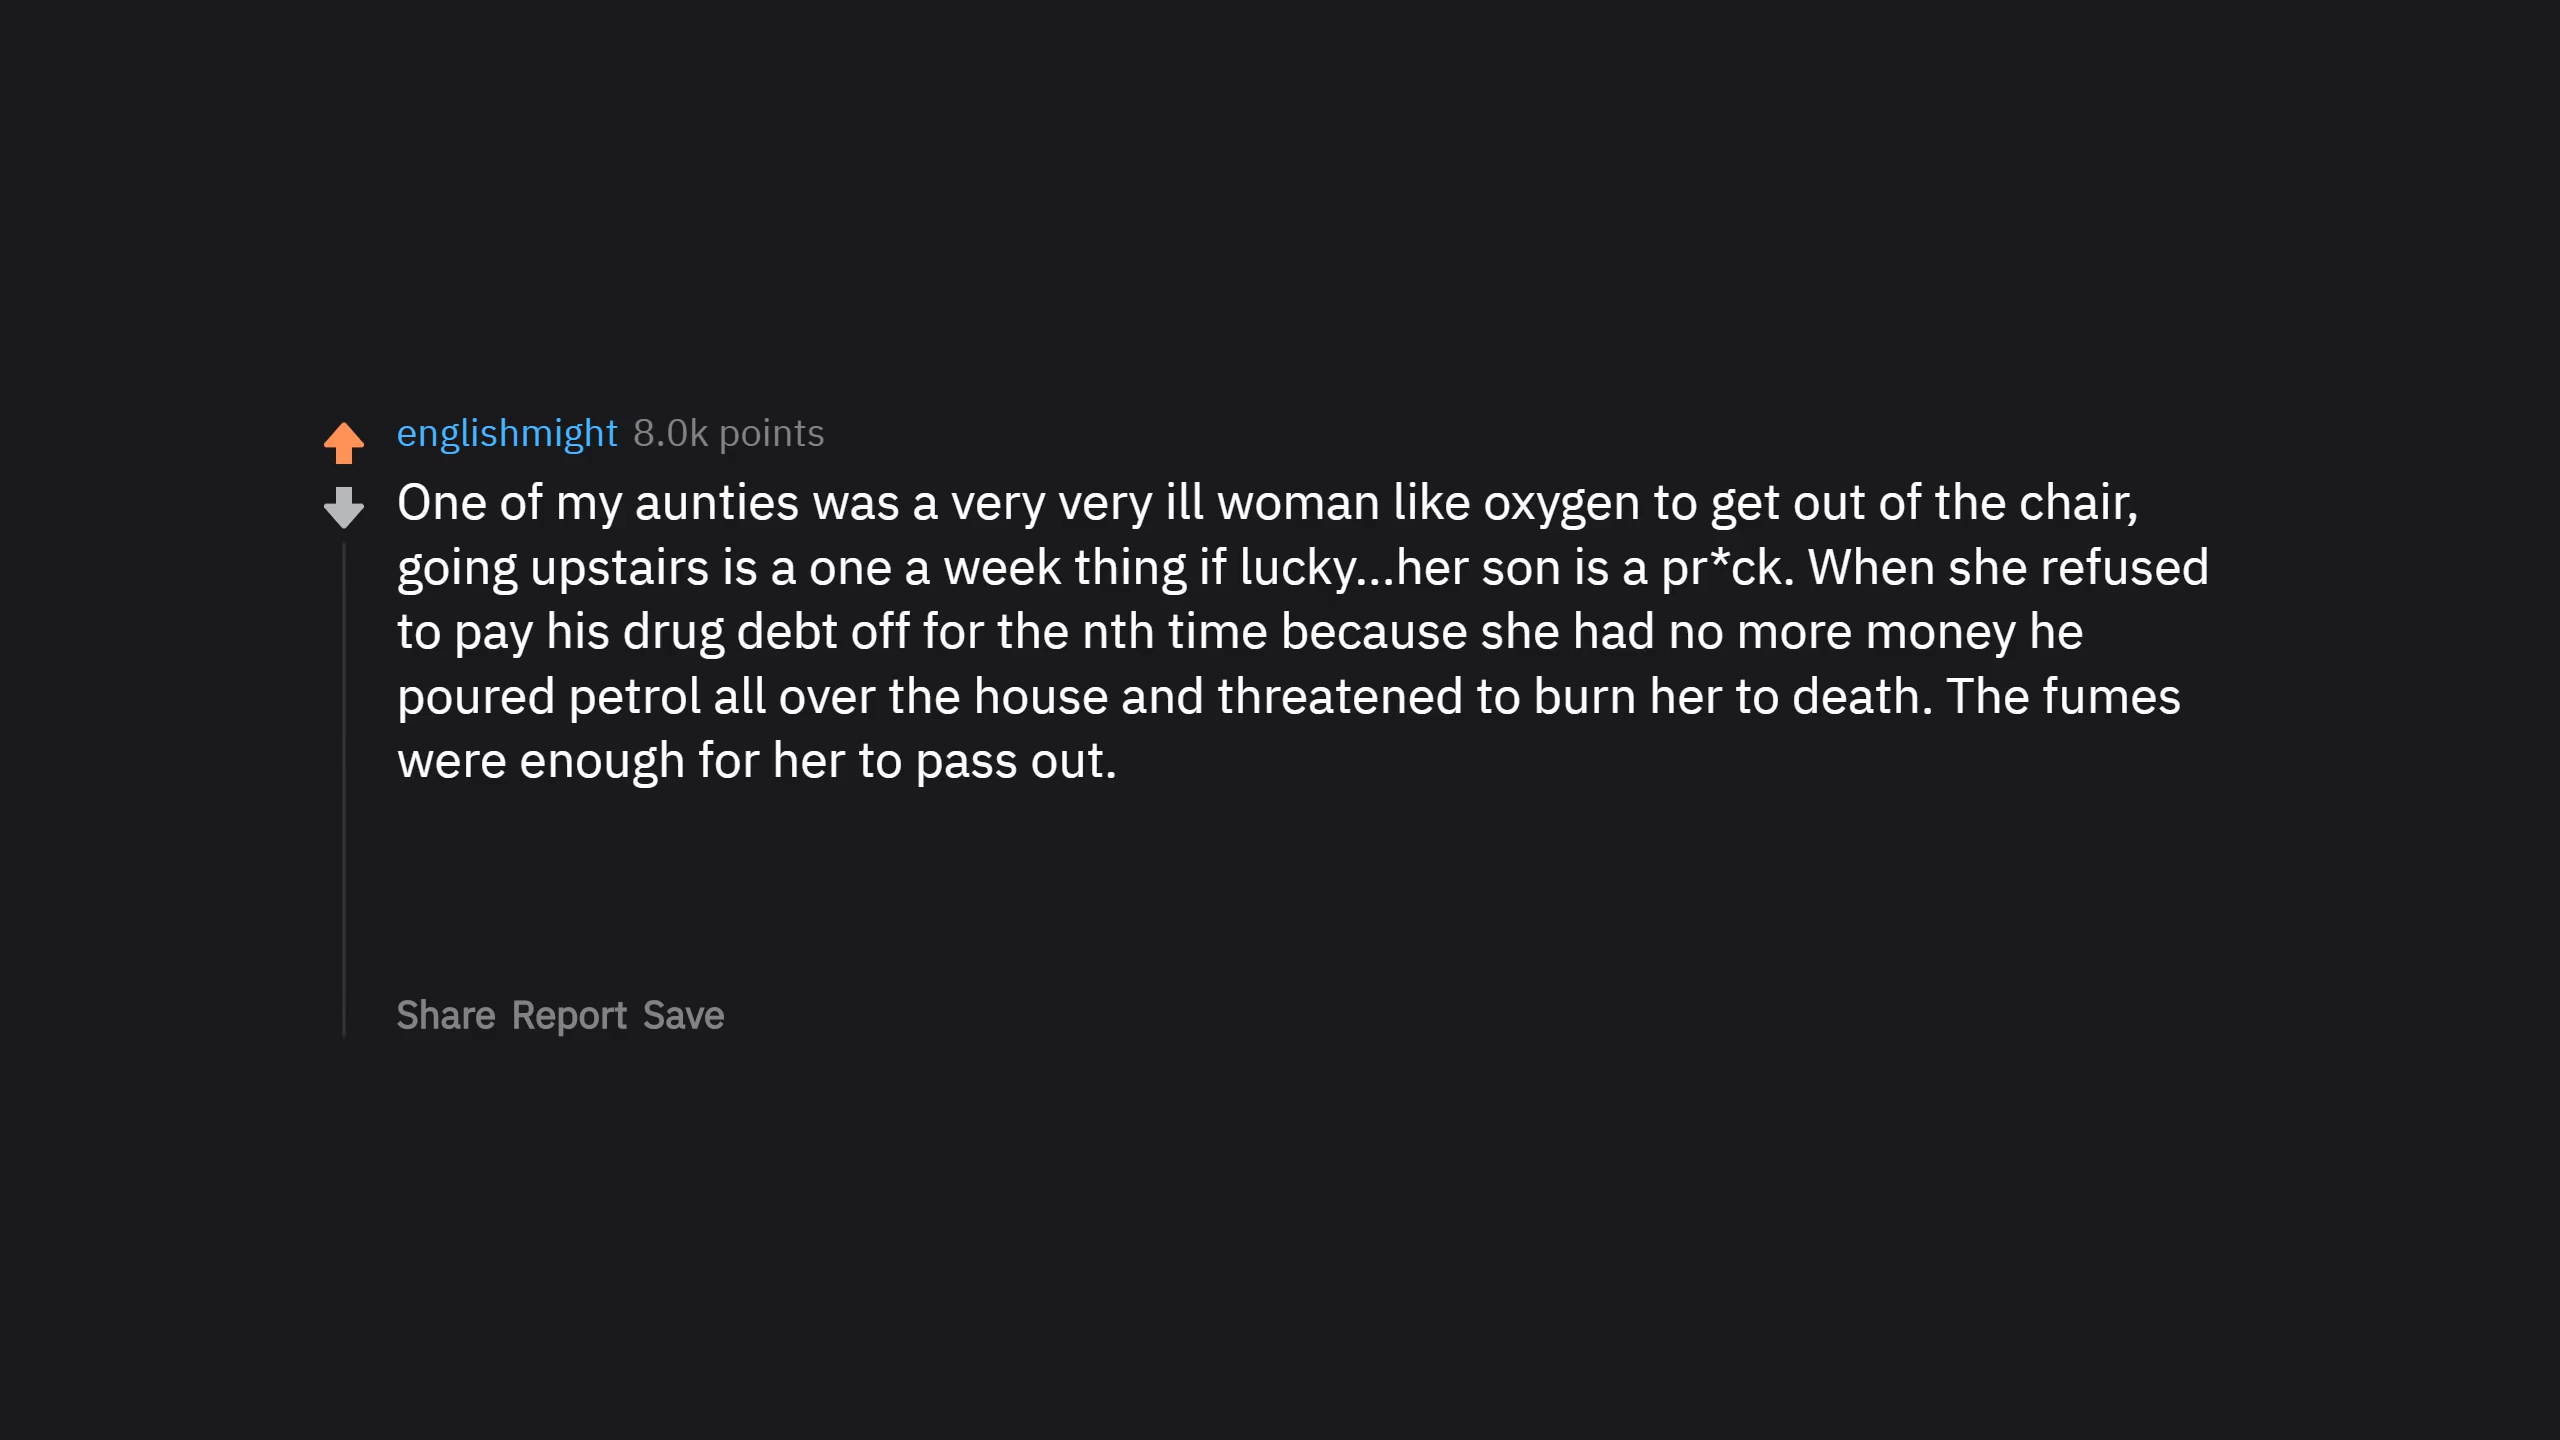 englishmight 8.0k points
One of my aunties was a very very ill woman like oxygen to get out of the chair,
going upstairs is a one a week thing if lucky...her son is a pr*ck. When she refused
to pay his drug debt off for the nth time because she had no more money he
poured petrol all over the house and threatened to burn her to death. The fumes
were enough for her to pass out.
Share Report Save